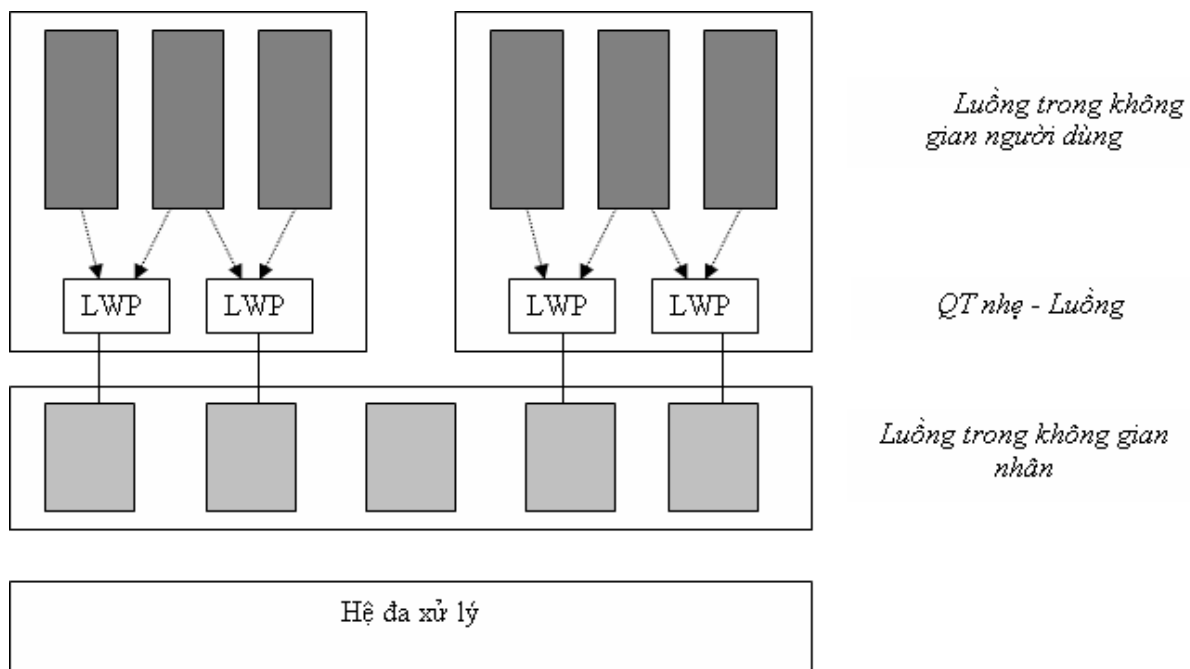 Luồng trong không
gian người dùng
LWP
LWP
LWP
LWP
QT nhẹ - Luồng
Luồng trong không gian
nhân
Hệ đa xử lý